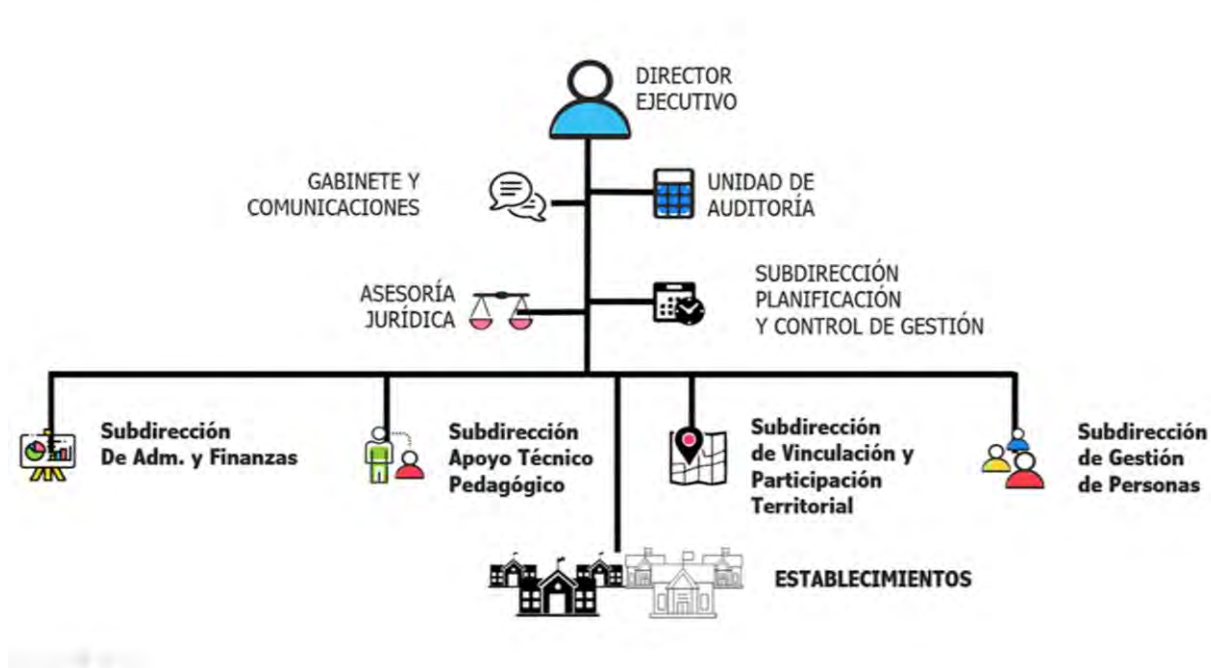 DIRECTOR
EJECUTIVO
GABINETE Y
COMUNICACIONES
UNIDAD DE
AUDITORÍA
ASESORÍA
JURÍDICA
SUBDIRECCIÓN
PLANIFICACIÓN
Y CONTROL DE GESTIÓN
Subdirección
De Adm. y Finanzas
Subdirección
Apoyo Técnico
Pedagógico
Subdirección
de Vinculación y
Participación
Territorial
Subdirección
de Gestión
de Personas
ESTABLECIMIENTOS